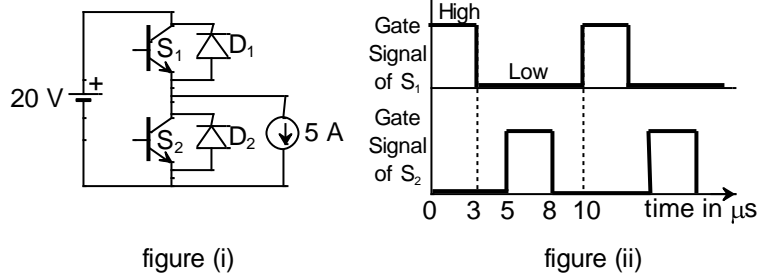 20 V
+
S1
D1
S2
D2
5 A
figure (i)
Gate
Signal
of S1
High
Low
Gate
Signal
of S2
0 3 5 8 10 time in μs
figure (ii)